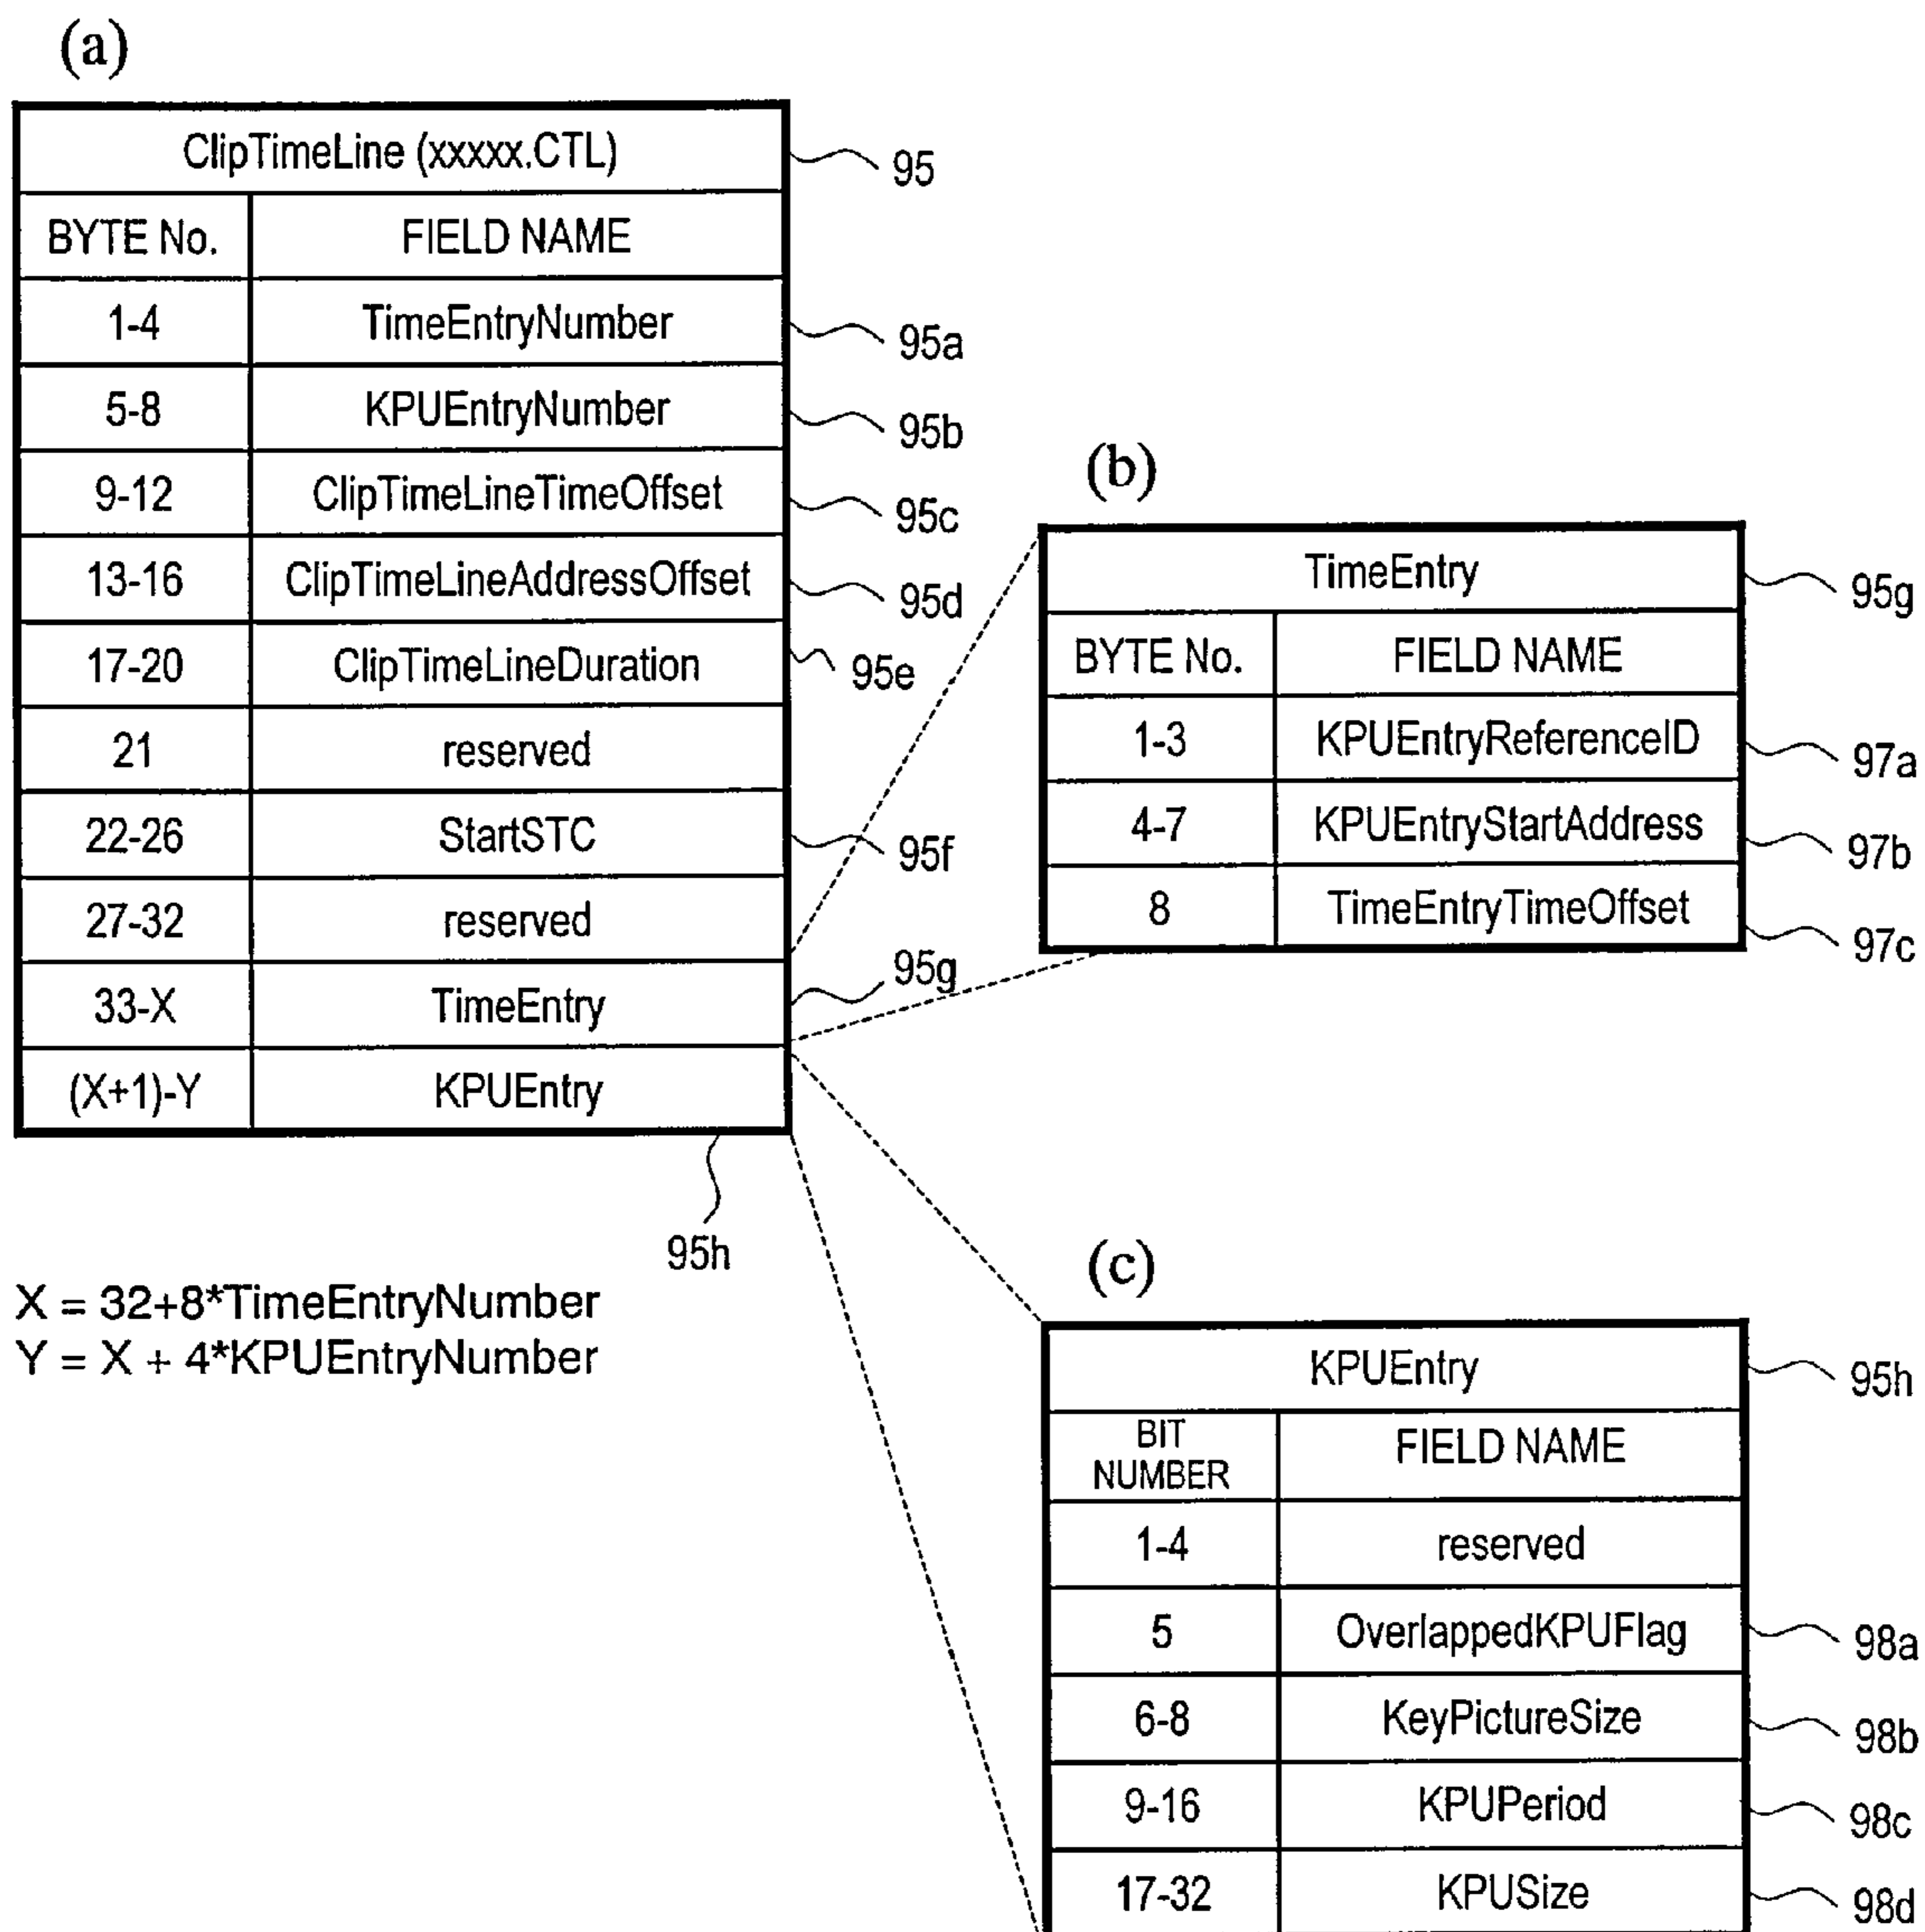 (a)
ClipTimeLine (xxxxx.CTL)
95
BYTE No. FIELD NAME
1-4 TimeEntryNumber
95a
5-8 KPUEntryNumber
95b
9-12 ClipTimeLineTimeOffset
95c
13-16 ClipTimeLineAddressOffset
95d
17-20 ClipTimeLineDuration
95e
21 reserved
22-26 StartSTC
95f
27-32 reserved
33-X TimeEntry
95g
(X+1)-Y KPUEntry
95h
X = 32+8*TimeEntryNumber
Y = X + 4*KPUEntryNumber
(b)
TimeEntry
95g
BYTE No. FIELD NAME
1-3 KPUEntryReferenceID
97a
4-7 KPUEntryStartAddress
97b
8 TimeEntryTimeOffset
97c
(c)
KPUEntry
95h
BIT
NUMBER
FIELD NAME
1-4 reserved
5 OverlappedKPUFlag
98a
6-8 KeyPictureSize
98b
9-16 KPUPeriod
98c
17-32 KPUSize
98d